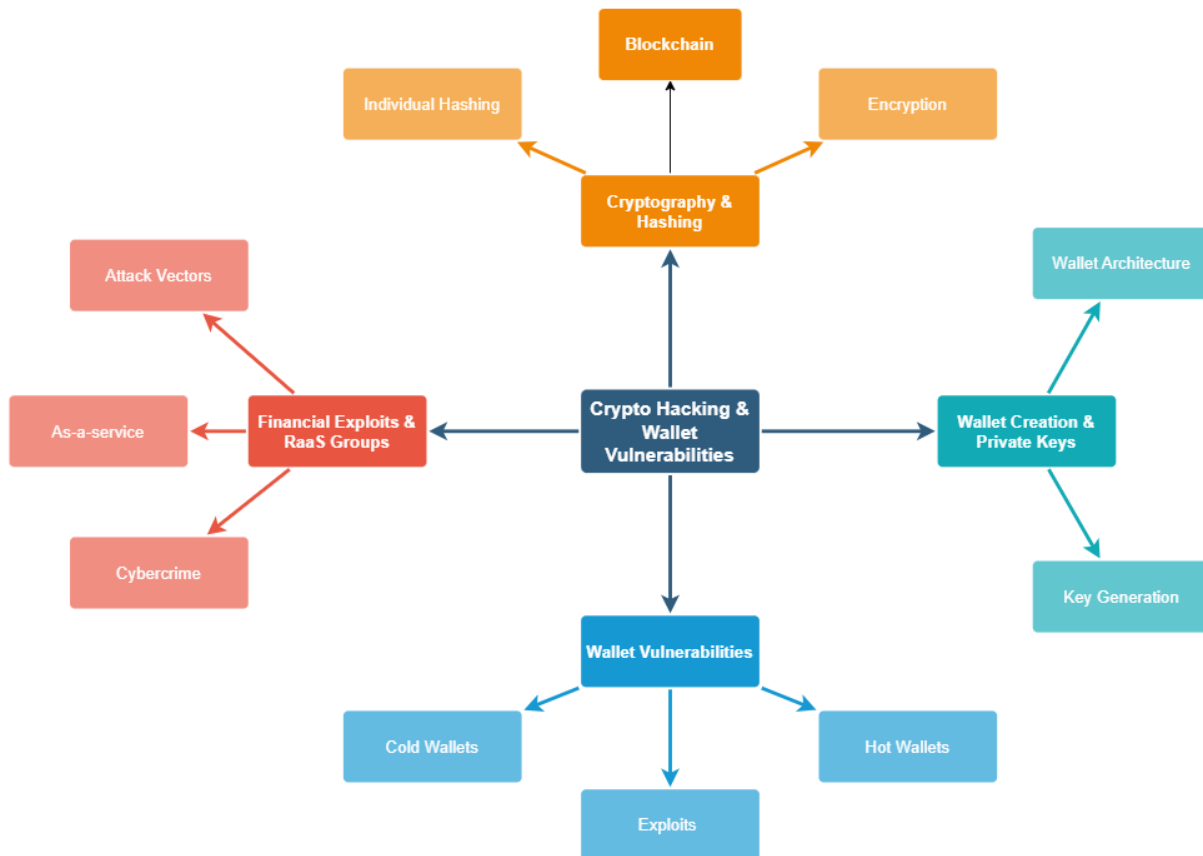 Blockchain
Individual Hashing
Encryption
Cryptography &
Hashing
Attack Vectors
Wallet Architecture
As-a-service
Financial Exploits &
RaaS Groups
Crypto Hacking &
Wallet
Vulnerabilities
Wallet Creation &
Private Keys
Cybercrime
Key Generation
Wallet Vulnerabilities
Cold Wallets
Hot Wallets
Exploits